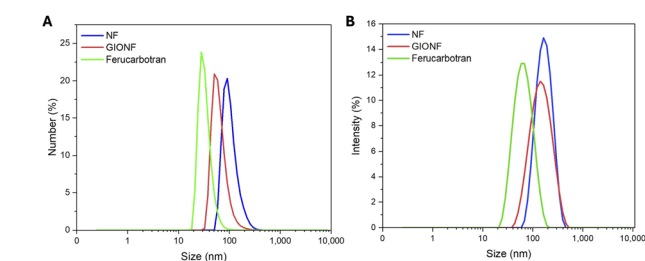 A
NF
GIONF
Ferucarbotran
Number (%)
25
20
15
10
5
0
0 1 10 100 1,000 10,000
Size (nm)
B
NF
GIONF
Ferucarbotran
Intensity (%)
16
14
12
10
8
6
4
2
0
0 1 10 100 1,000 10,000
Size (nm)